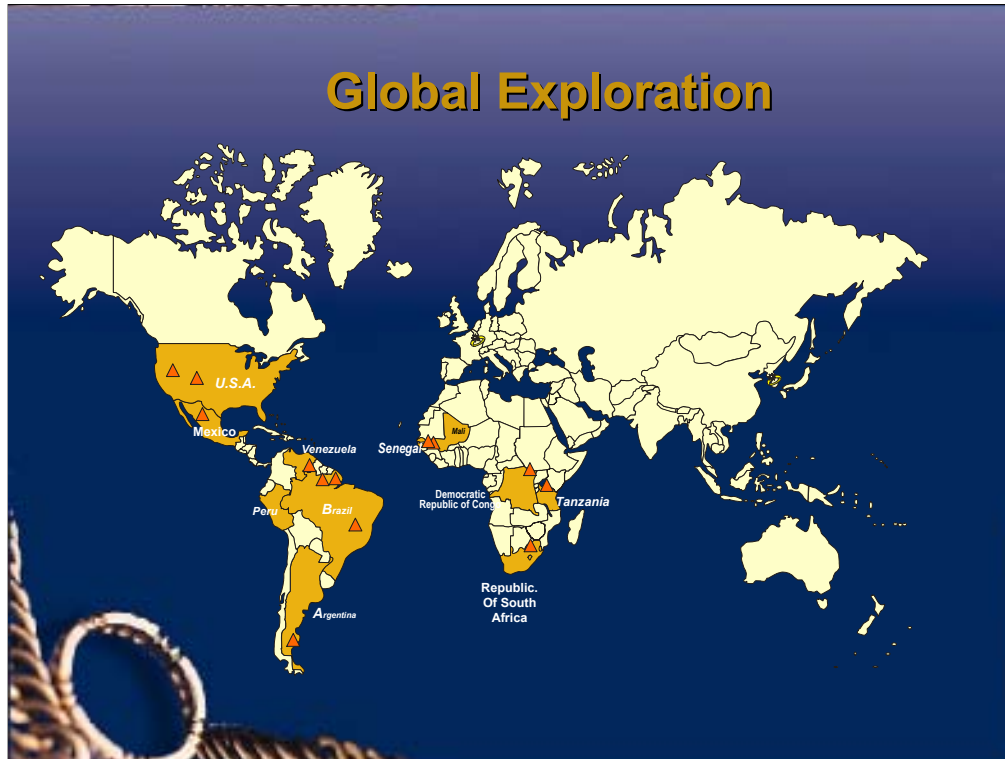 Global Exploration
U.S.A.
Mexico
Venezuela
Peru
Brazil
Argentina
Senegal
Mali
Democratic
Republic of Cong
Tanzania
Republic.
Of South
Africa